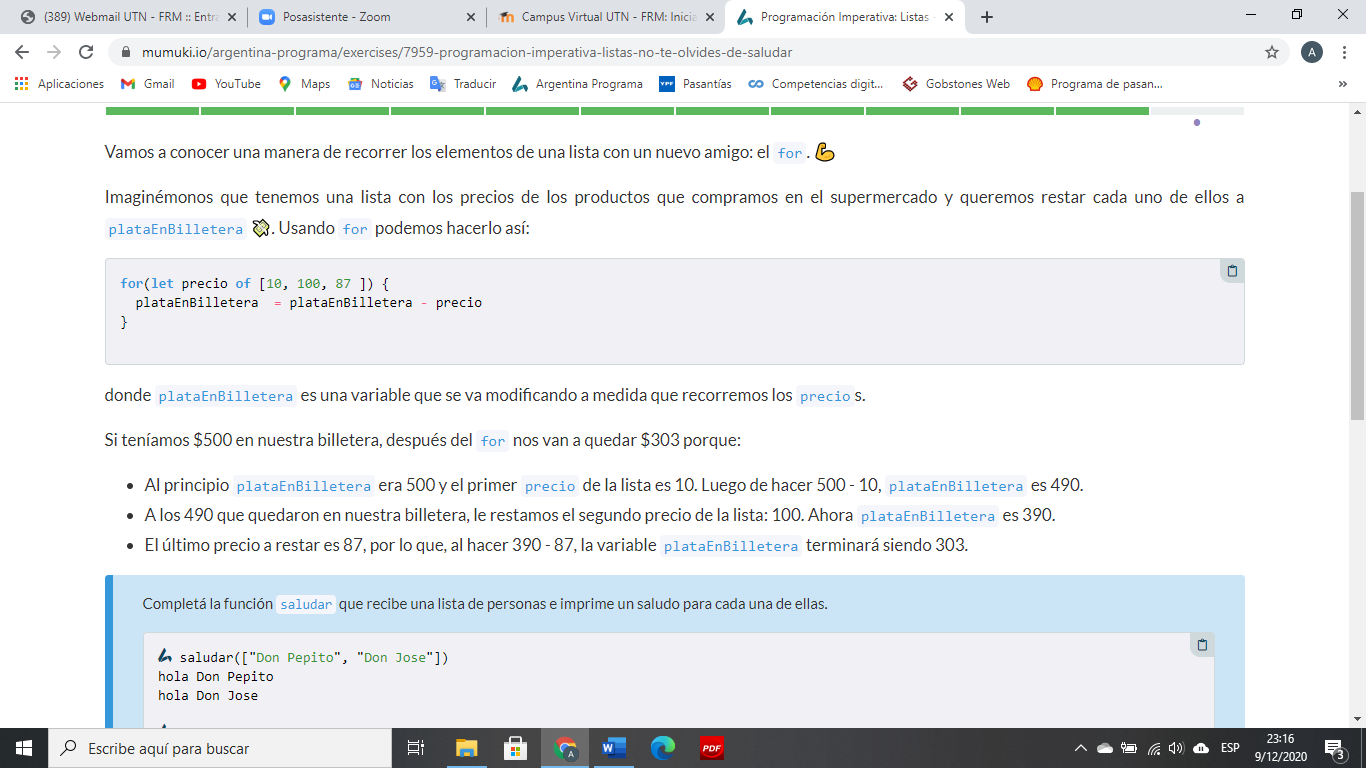 (389) Webmail UTN - FRM :: Entra
Posasistente - Zoom
Campus Virtual UTN - FRM: Inicia
Programación Imperativa: Listas -
mumuki.io/argentina-programa/exercises/7959-programacion-imperativa-listas-no-te-olvides-de-saludar
A
Aplicaciones
Gmail
YouTube
Maps
Noticias
Traducir
Argentina Programa
YPF
Pasantías
Competencias digit...
Gobstones Web
Programa de pasan...
»
Vamos a conocer una manera de recorrer los elementos de una lista con un nuevo amigo: el for. 💪
Imaginémonos que tenemos una lista con los precios de los productos que compramos en el supermercado y queremos restar cada uno de ellos a
plataEnBilletera 💸. Usando for podemos hacerlo así:
for(let precio of [10, 100, 87 ]) {
  plataEnBilletera  = plataEnBilletera - precio
}
donde plataEnBilletera es una variable que se va modificando a medida que recorremos los precios.
Si teníamos $500 en nuestra billetera, después del for nos van a quedar $303 porque:
• Al principio plataEnBilletera era 500 y el primer precio de la lista es 10. Luego de hacer 500 - 10, plataEnBilletera es 490.
• A los 490 que quedaron en nuestra billetera, le restamos el segundo precio de la lista: 100. Ahora plataEnBilletera es 390.
• El último precio a restar es 87, por lo que, al hacer 390 - 87, la variable plataEnBilletera terminará siendo 303.
Completá la función saludar que recibe una lista de personas e imprime un saludo para cada una de ellas.
saludar(["Don Pepito", "Don Jose"])
hola Don Pepito
hola Don Jose
Escribe aquí para buscar
A
W
PDF
ESP
23:16
9/12/2020
3